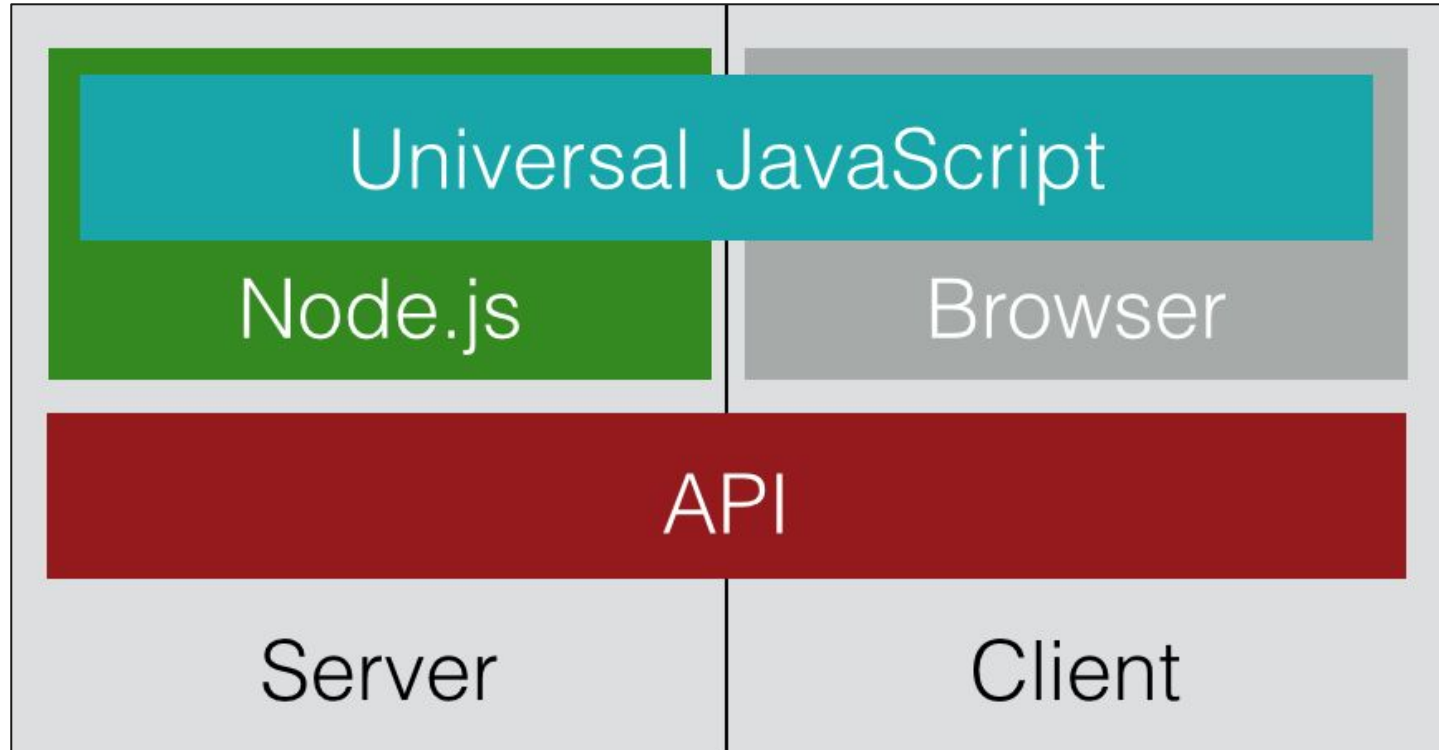 Universal JavaScript
Node.js
Browser
API
Server
Client